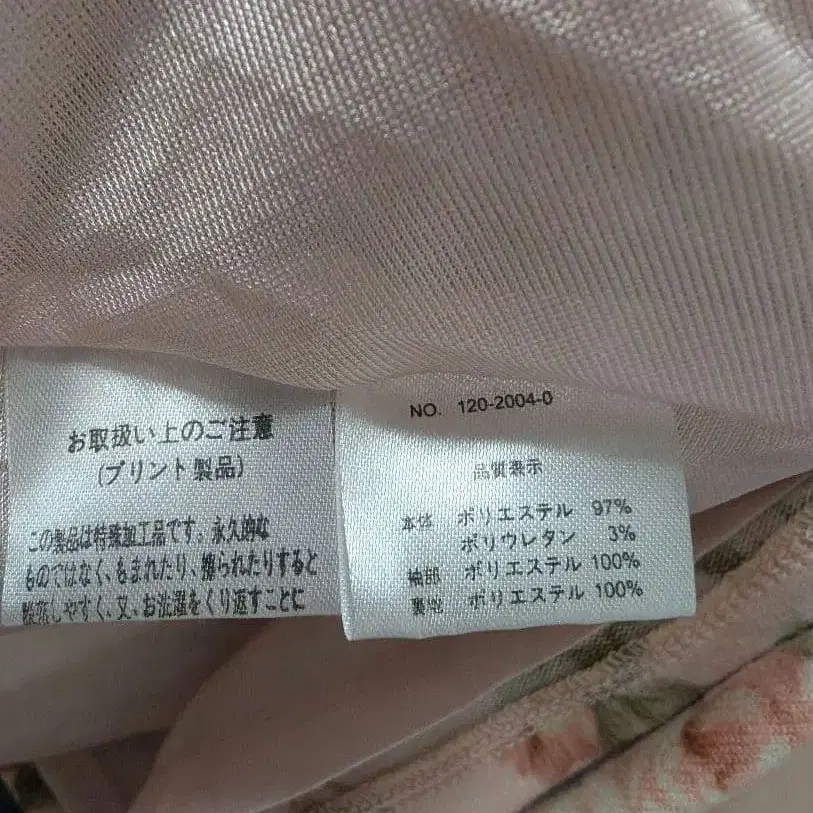 お取扱い上のご注意
(プリント製品)
この製品は特殊加工品です。永久的な
ものではなく、もまれたり、擦られたりすると
脱落しやすく、又、お洗濯をくり返すことに
NO. 120-2004-0
品質表示
本体 ポリエステル 97%
ポリウレタン 3%
袖部 ポリエステル 100%
裏地 ポリエステル 100%